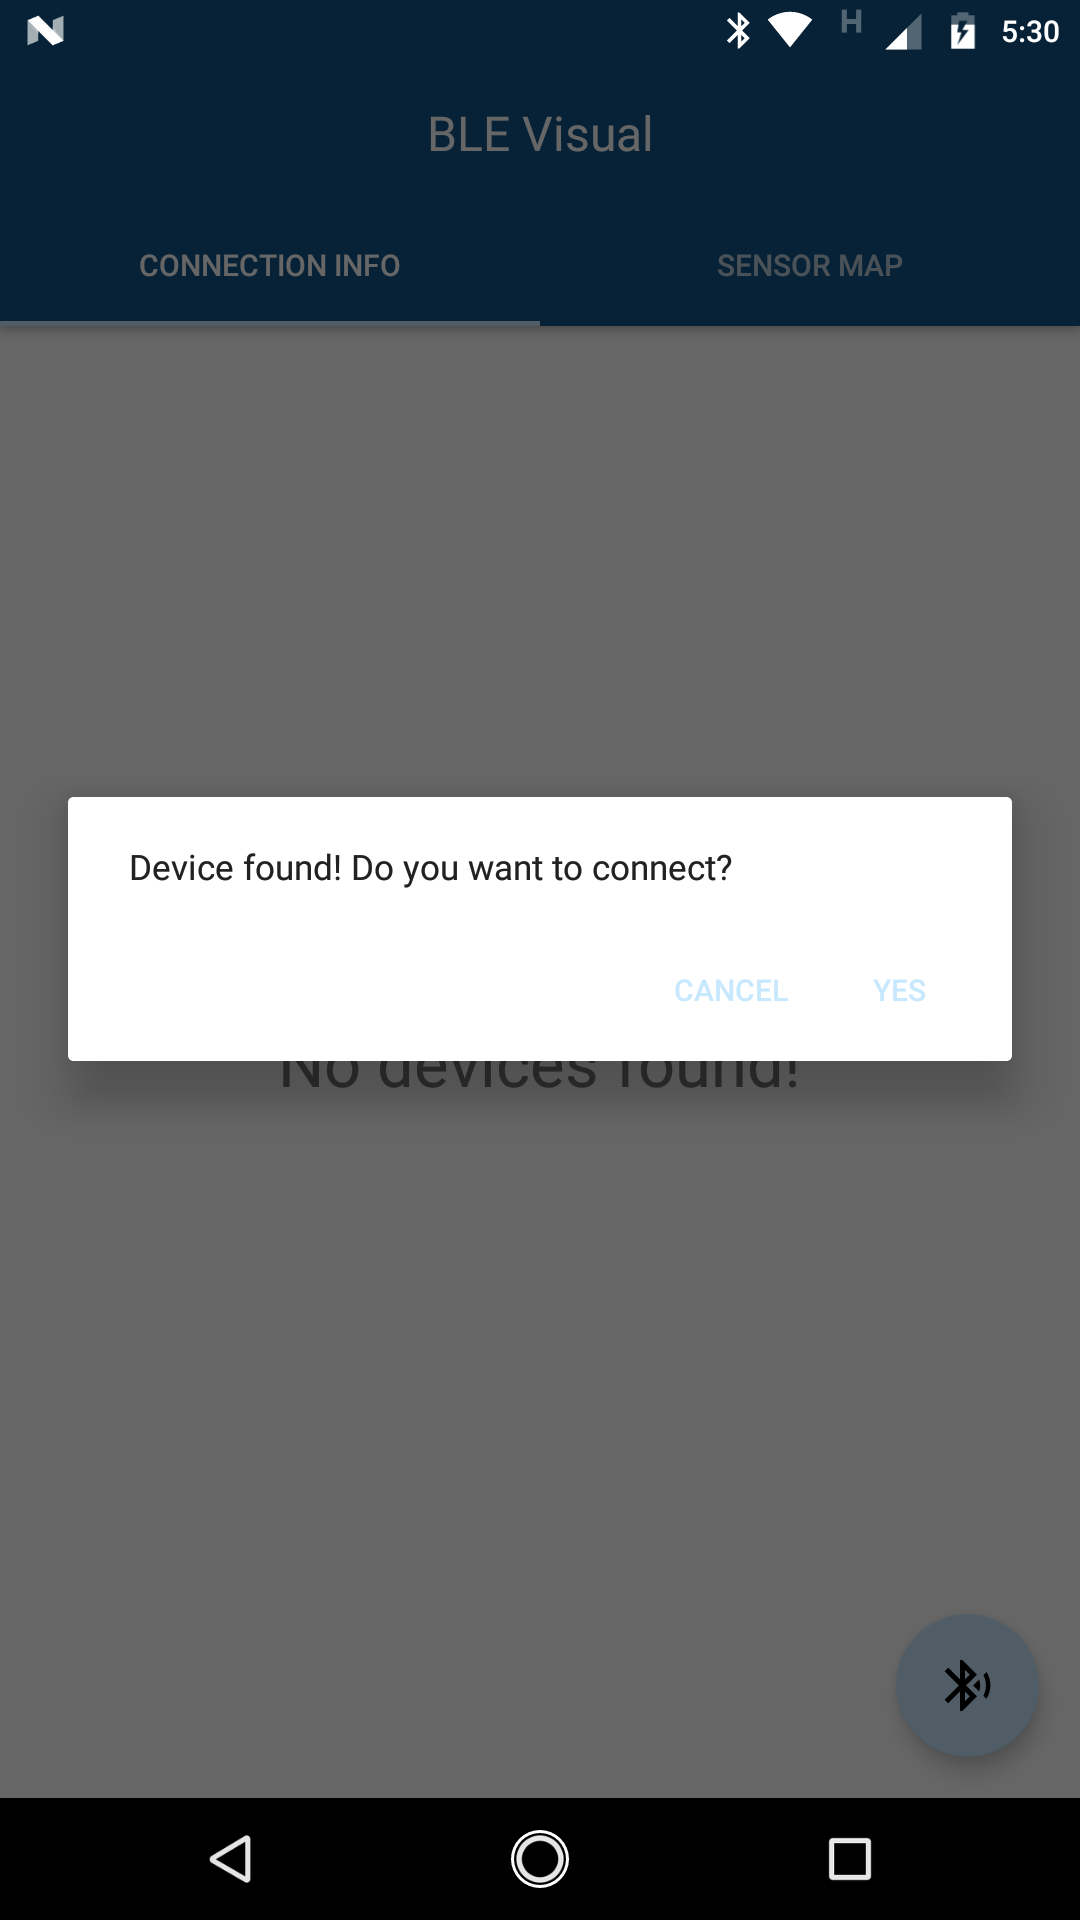 H 5:30
BLE Visual
CONNECTION INFO SENSOR MAP
Device found! Do you want to connect?
CANCEL YES
No devices found!